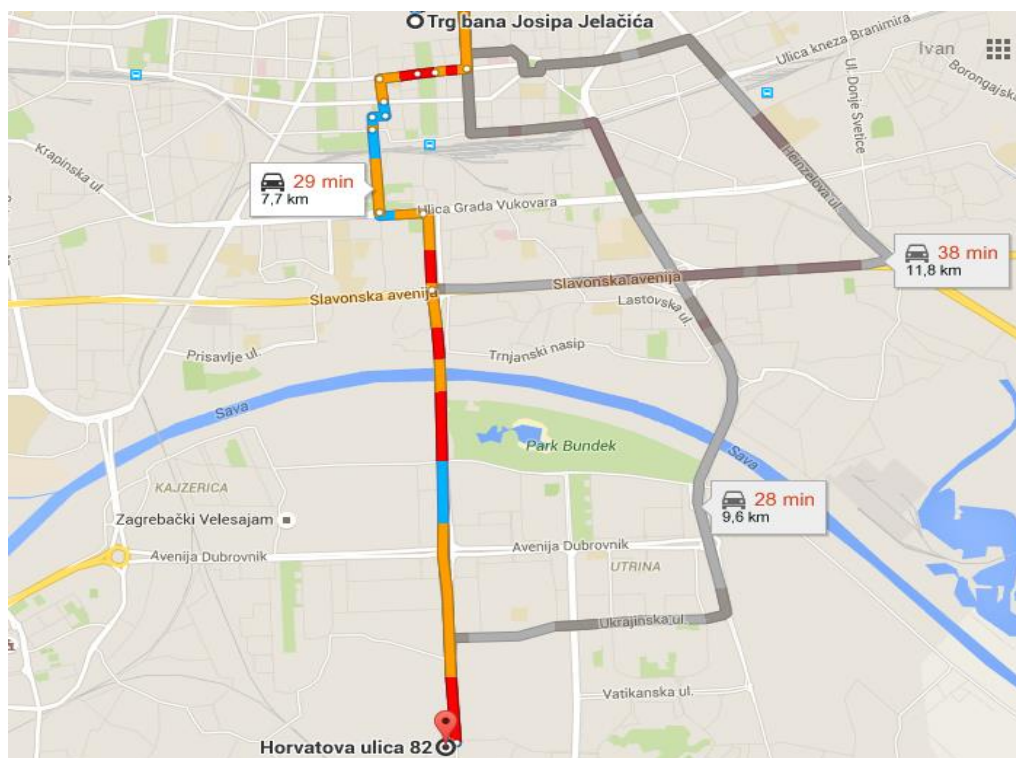 Trg bana Josipa Jelačića
Ulica kneza Branimira
Ivan
Borongajska
Ul. Donje Svetice
Krapinska ul.
29 min
7,7 km
Heinzelova ul.
Ulica Grada Vukovara
38 min
11,8 km
Slavonska avenija
Slavonska avenija
Lastovska ul.
Prisavlje ul.
Trnjanski nasip
Sava
Park Bundek
Sava
KAJZERICA
28 min
9,6 km
Zagrebački Velesajam
Avenija Dubrovnik
Avenija Dubrovnik
UTRINA
Ukrajinska ul.
Vatikanska ul.
Horvatova ulica 82